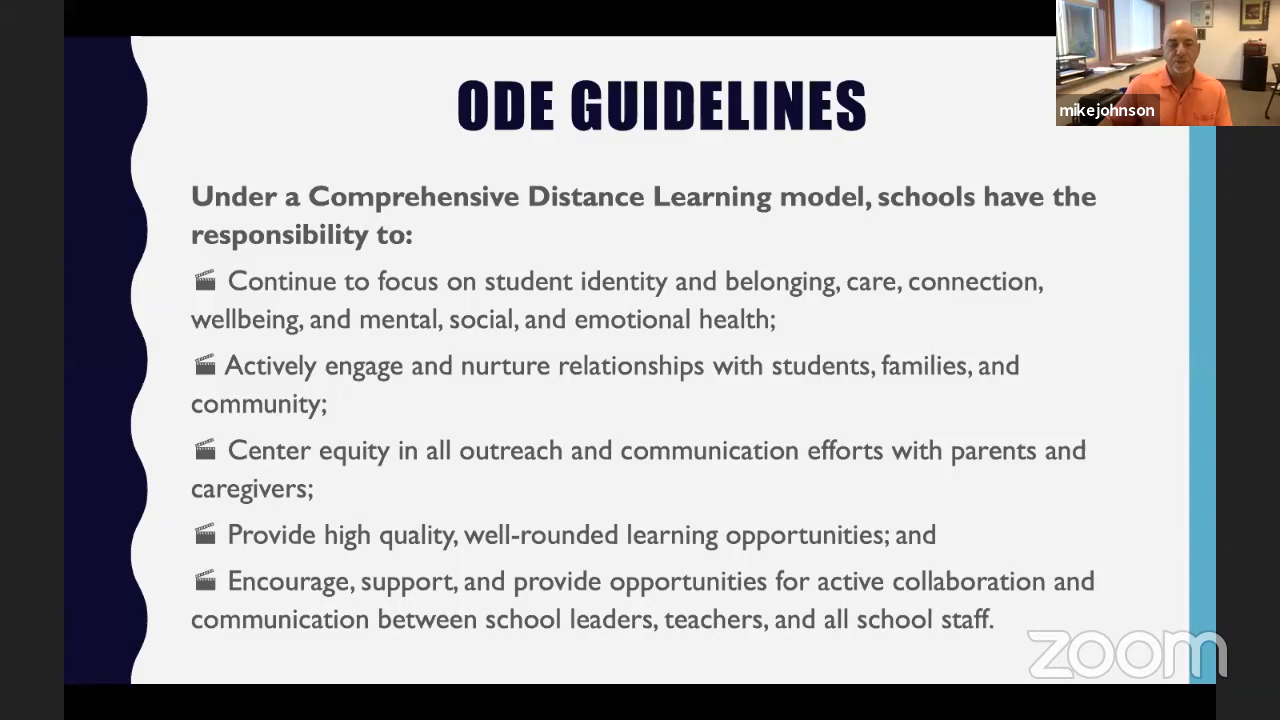 ODE GUIDELINES
mikejohnson
Under a Comprehensive Distance Learning model, schools have the
responsibility to:
Continue to focus on student identity and belonging, care, connection,
wellbeing, and mental, social, and emotional health;
Actively engage and nurture relationships with students, families, and
community;
Center equity in all outreach and communication efforts with parents and
caregivers;
Provide high quality, well-rounded learning opportunities; and
Encourage, support, and provide opportunities for active collaboration and
communication between school leaders, teachers, and all school staff.
zoom